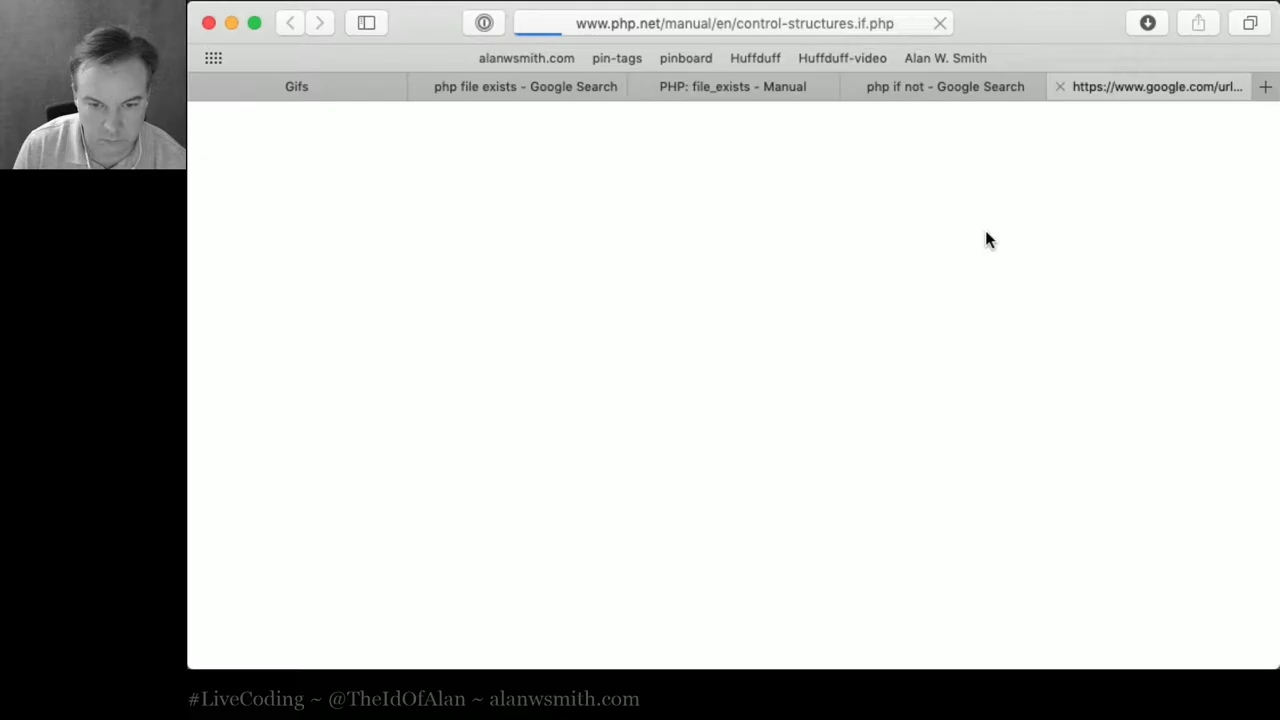 www.php.net/manual/en/control-structures.if.php
alanwsmith.com pin-tags pinboard Huffduff Huffduff-video Alan W. Smith
Gifs php file exists - Google Search PHP: file_exists - Manual php if not - Google Search https://www.google.com/url...
#LiveCoding ~ @TheIdOfAlan ~ alanwsmith.com